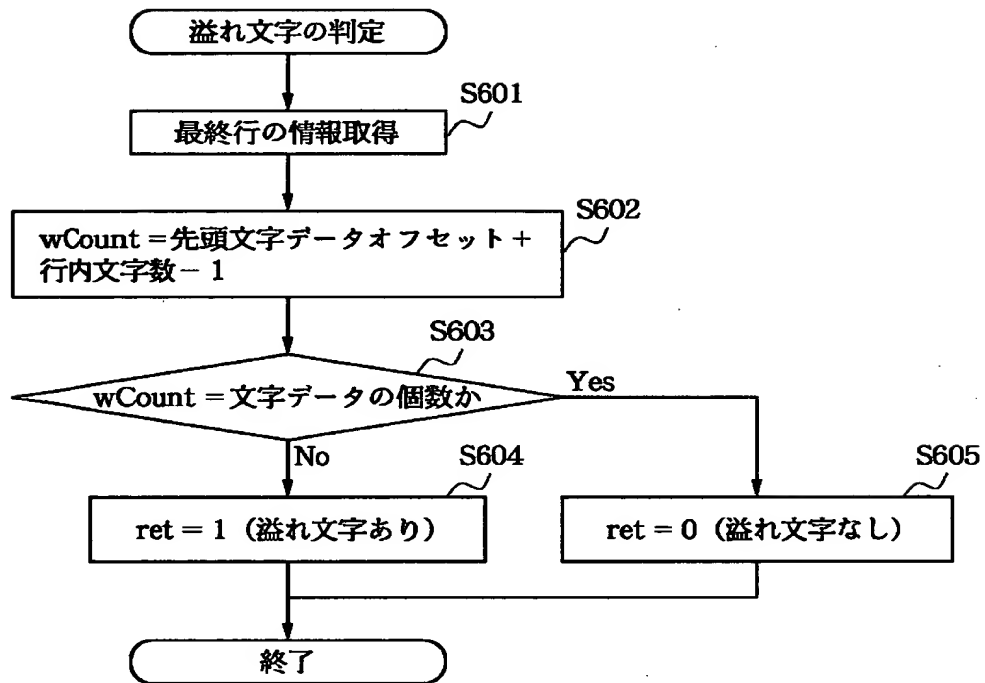 溢れ文字の判定
S601
最終行の情報取得
S602
wCount=先頭文字データオフセット+
行内文字数-1
S603
wCount=文字データの個数か
Yes
No
S604
S605
ret=1(溢れ文字あり)
ret=0(溢れ文字なし)
終了